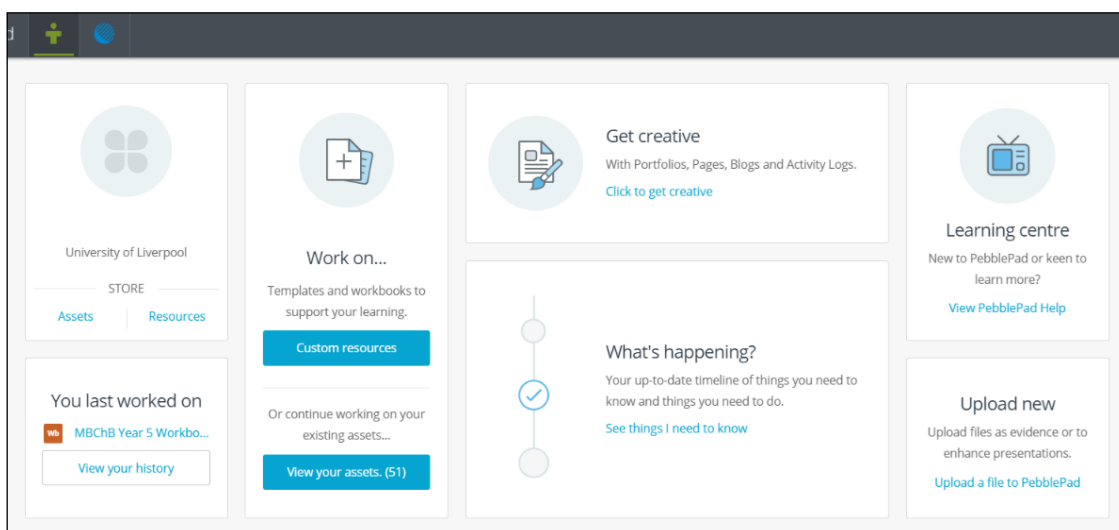 d
University of Liverpool
STORE
Assets
Resources
You last worked on
Wb MBChB Year 5 Workbo...
View your history
Work on...
Templates and workbooks to
support your learning.
Custom resources
Or continue working on your
existing assets...
View your assets. (51)
Get creative
With Portfolios, Pages, Blogs and Activity Logs.
Click to get creative
What's happening?
Your up-to-date timeline of things you need to
know and things you need to do.
See things I need to know
Learning centre
New to PebblePad or keen to
learn more?
View PebblePad Help
Upload new
Upload files as evidence or to
enhance presentations.
Upload a file to PebblePad